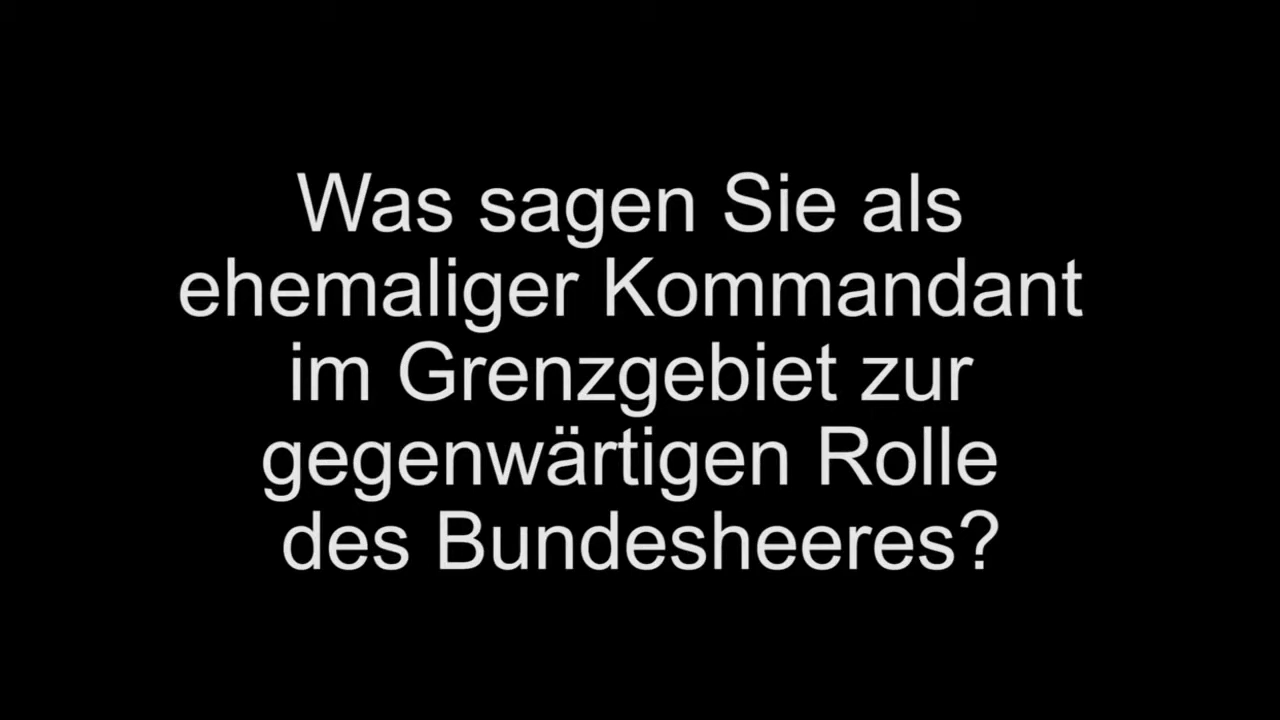 Was sagen Sie als
ehemaliger Kommandant
im Grenzgebiet zur
gegenwärtigen Rolle
des Bundesheeres?